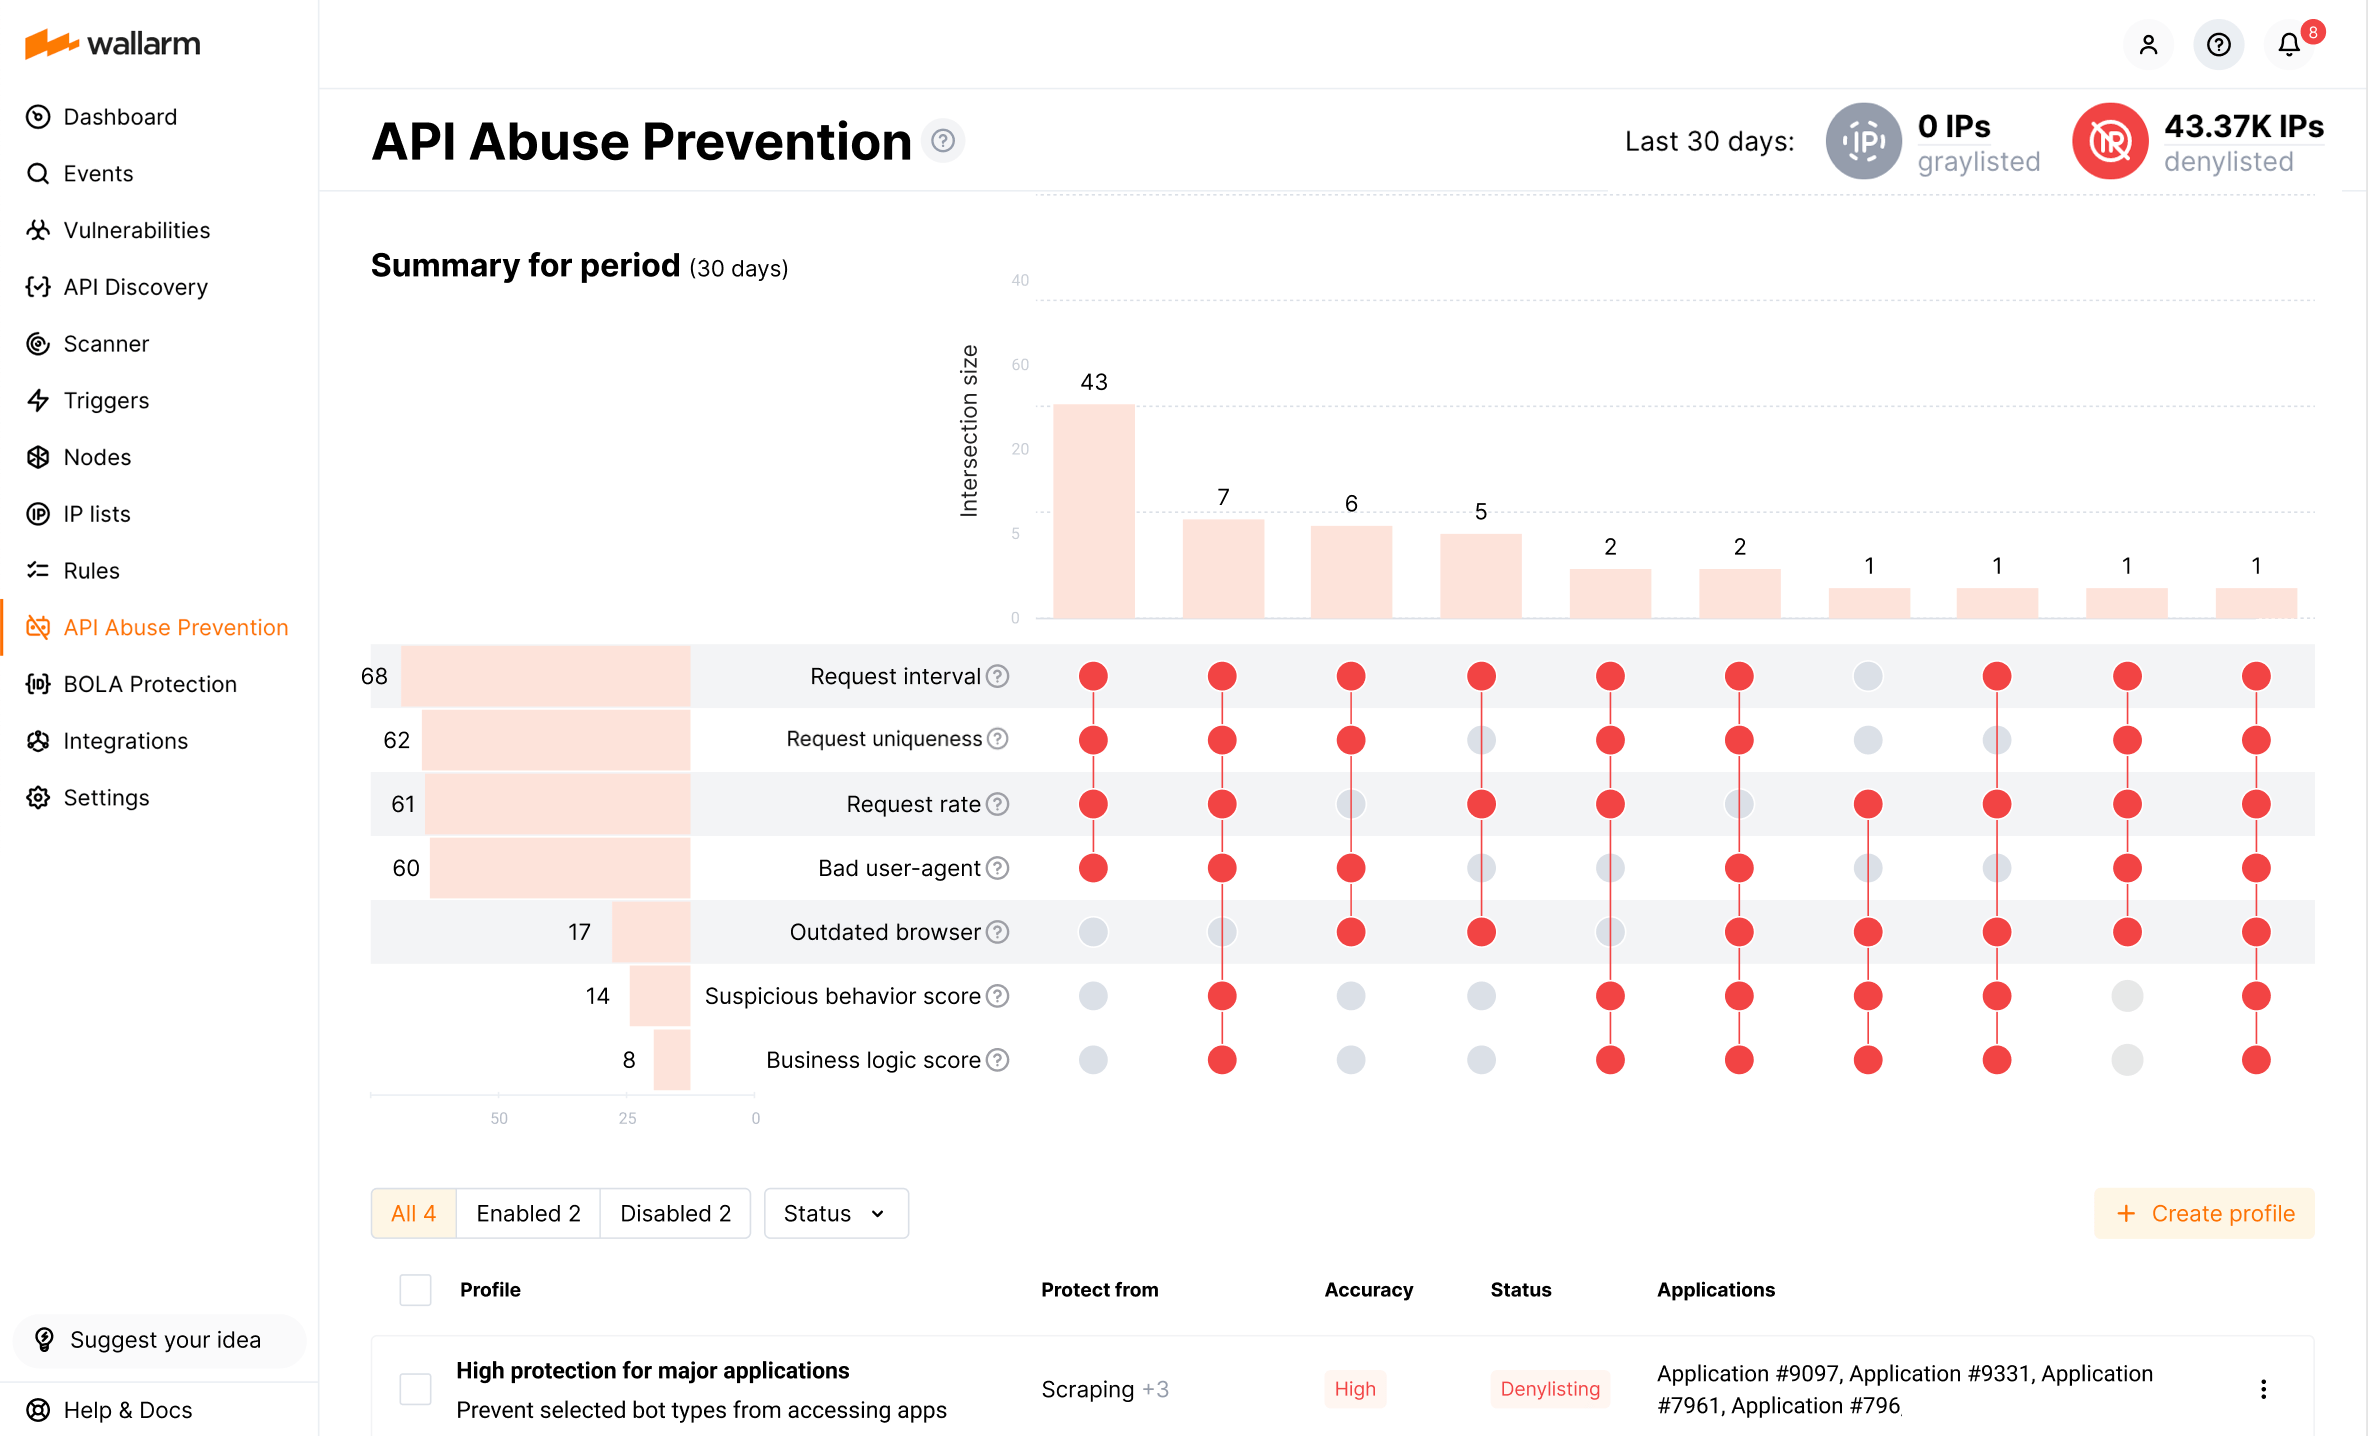 wallarm
8
Dashboard
Events
Vulnerabilities
API Discovery
Scanner
Triggers
Nodes
IP lists
Rules
API Abuse Prevention
BOLA Protection
Integrations
Settings
Suggest your idea
Help & Docs
API Abuse Prevention ?
Last 30 days:
IP
0 IPs
graylisted
IP
43.37K IPs
denylisted
Summary for period (30 days)
Intersection size
40
60
20
5
0
43
7
6
5
2
2
1
1
1
1
68 Request interval ?
62 Request uniqueness ?
61 Request rate ?
60 Bad user-agent ?
17 Outdated browser ?
14 Suspicious behavior score ?
8 Business logic score ?
50 25 0
All 4 Enabled 2 Disabled 2 Status
+ Create profile
Profile Protect from Accuracy Status Applications
High protection for major applications
Prevent selected bot types from accessing apps
Scraping +3
High
Denylisting
Application #9097, Application #9331, Application
#7961, Application #796